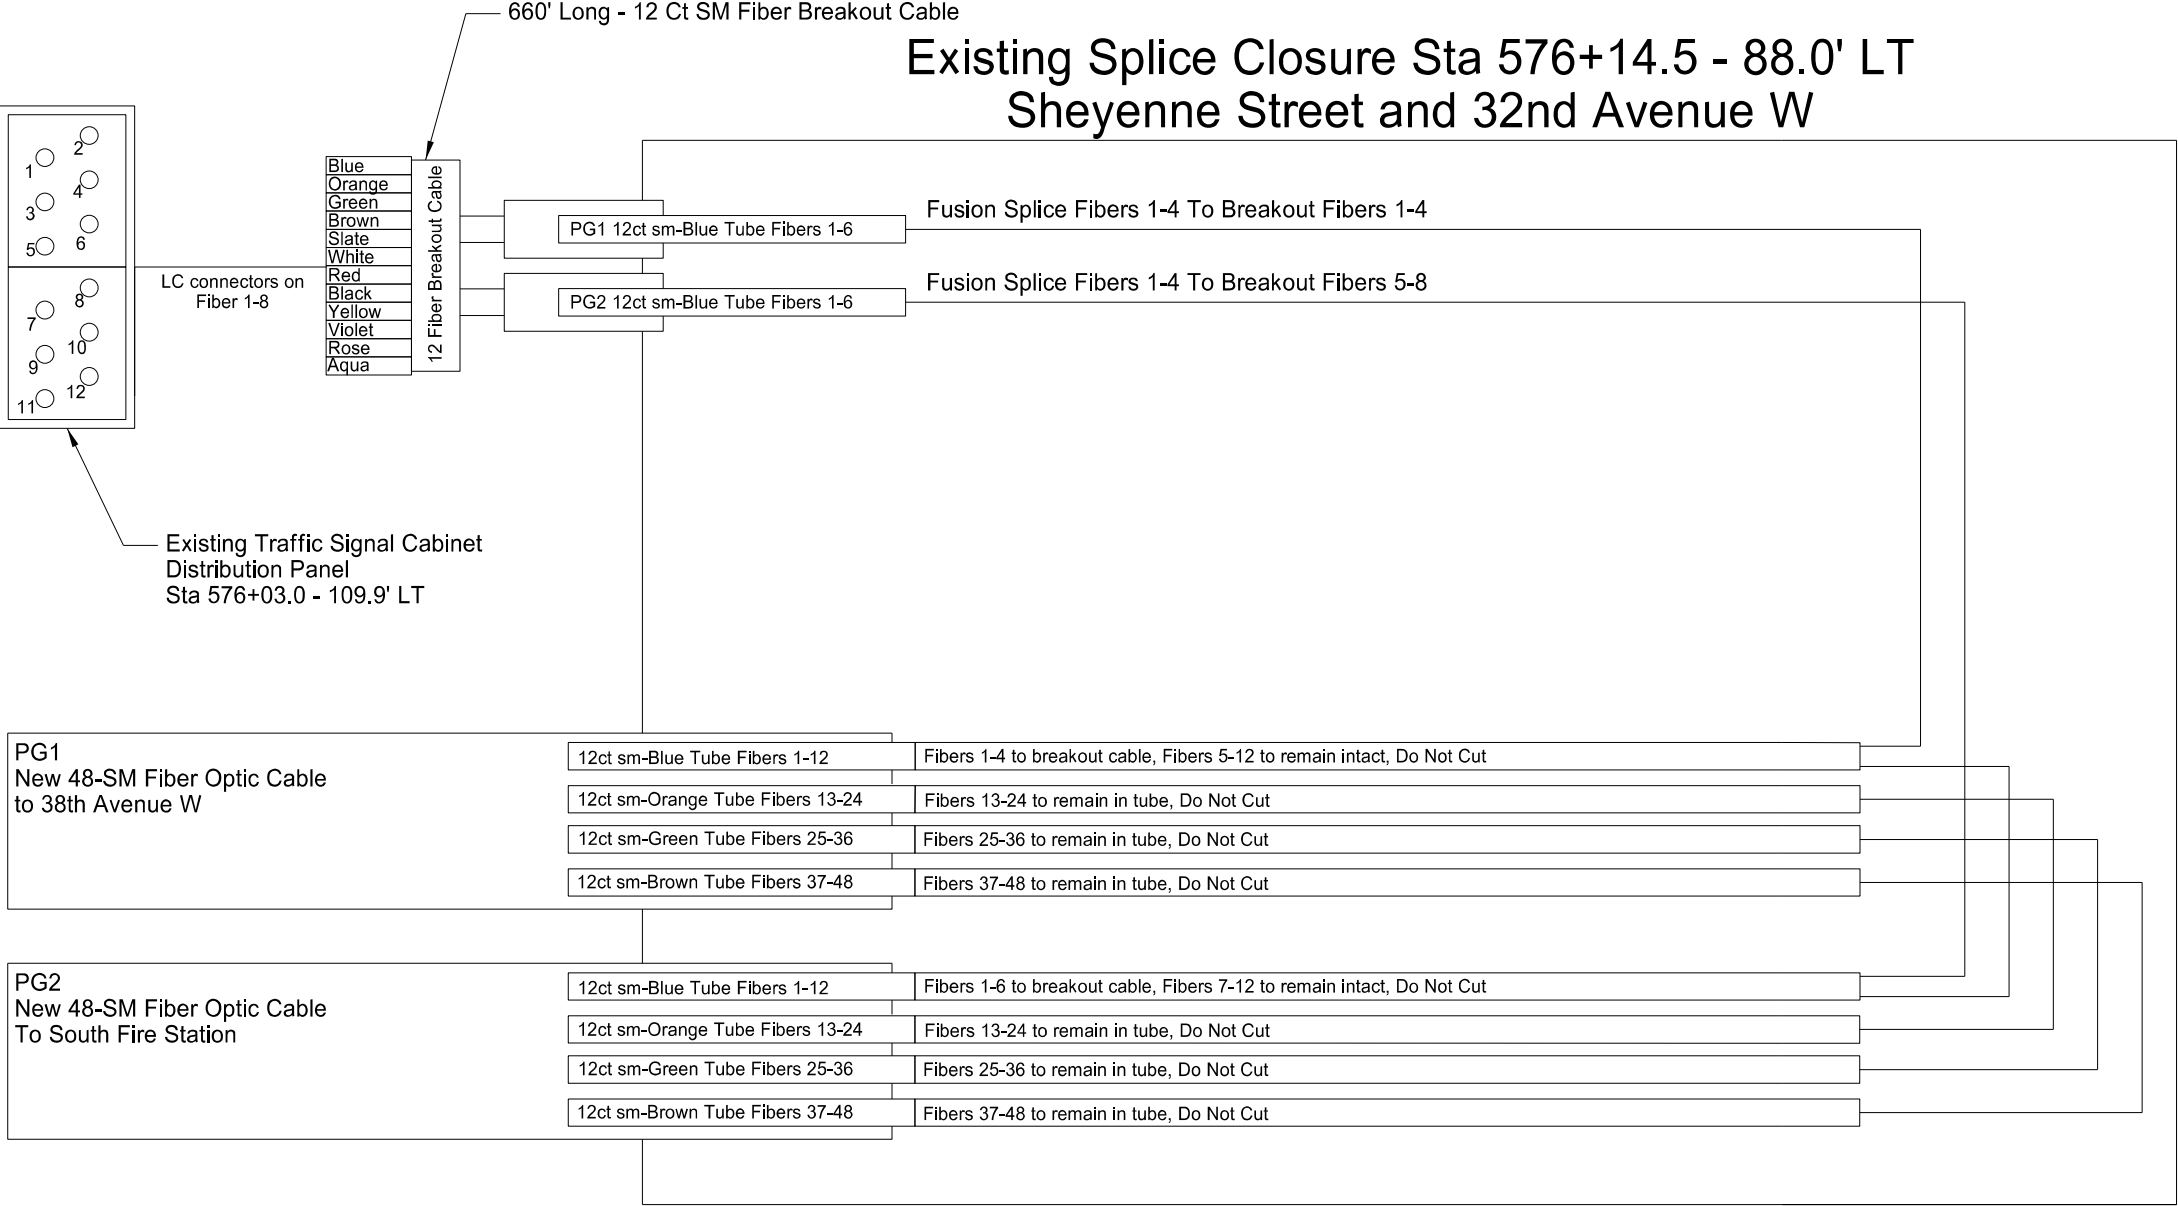 660' Long - 12 Ct SM Fiber Breakout Cable
Existing Splice Closure Sta 576+14.5 - 88.0' LT
Sheyenne Street and 32nd Avenue W
1
2
3
4
5
6
7
8
9
10
11
12
LC connectors on
Fiber 1-8
Blue
Orange
Green
Brown
Slate
White
Red
Black
Yellow
Violet
Rose
Aqua
12 Fiber Breakout Cable
PG1 12ct sm-Blue Tube Fibers 1-6
Fusion Splice Fibers 1-4 To Breakout Fibers 1-4
PG2 12ct sm-Blue Tube Fibers 1-6
Fusion Splice Fibers 1-4 To Breakout Fibers 5-8
Existing Traffic Signal Cabinet
Distribution Panel
Sta 576+03.0 - 109.9' LT
PG1
New 48-SM Fiber Optic Cable
to 38th Avenue W
12ct sm-Blue Tube Fibers 1-12
Fibers 1-4 to breakout cable, Fibers 5-12 to remain intact, Do Not Cut
12ct sm-Orange Tube Fibers 13-24
Fibers 13-24 to remain in tube, Do Not Cut
12ct sm-Green Tube Fibers 25-36
Fibers 25-36 to remain in tube, Do Not Cut
12ct sm-Brown Tube Fibers 37-48
Fibers 37-48 to remain in tube, Do Not Cut
PG2
New 48-SM Fiber Optic Cable
To South Fire Station
12ct sm-Blue Tube Fibers 1-12
Fibers 1-6 to breakout cable, Fibers 7-12 to remain intact, Do Not Cut
12ct sm-Orange Tube Fibers 13-24
Fibers 13-24 to remain in tube, Do Not Cut
12ct sm-Green Tube Fibers 25-36
Fibers 25-36 to remain in tube, Do Not Cut
12ct sm-Brown Tube Fibers 37-48
Fibers 37-48 to remain in tube, Do Not Cut